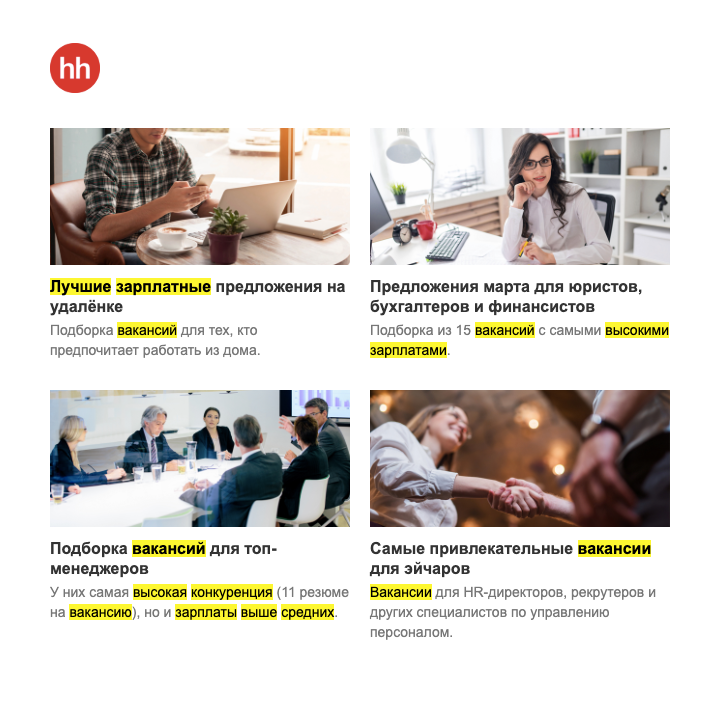 hh
Лучшие зарплатные предложения на
удалёнке
Подборка вакансий для тех, кто
предпочитает работать из дома.
Предложения марта для юристов,
бухгалтеров и финансистов
Подборка из 15 вакансий с самыми высокими
зарплатами.
Подборка вакансий для топ-
менеджеров
У них самая высокая конкуренция (11 резюме
на вакансию), но и зарплаты выше средних.
Самые привлекательные вакансии
для эйчаров
Вакансии для HR-директоров, рекрутеров и
других специалистов по управлению
персоналом.